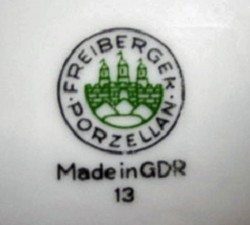 FREIBERGER
PORZELLAN
Made in GDR
13